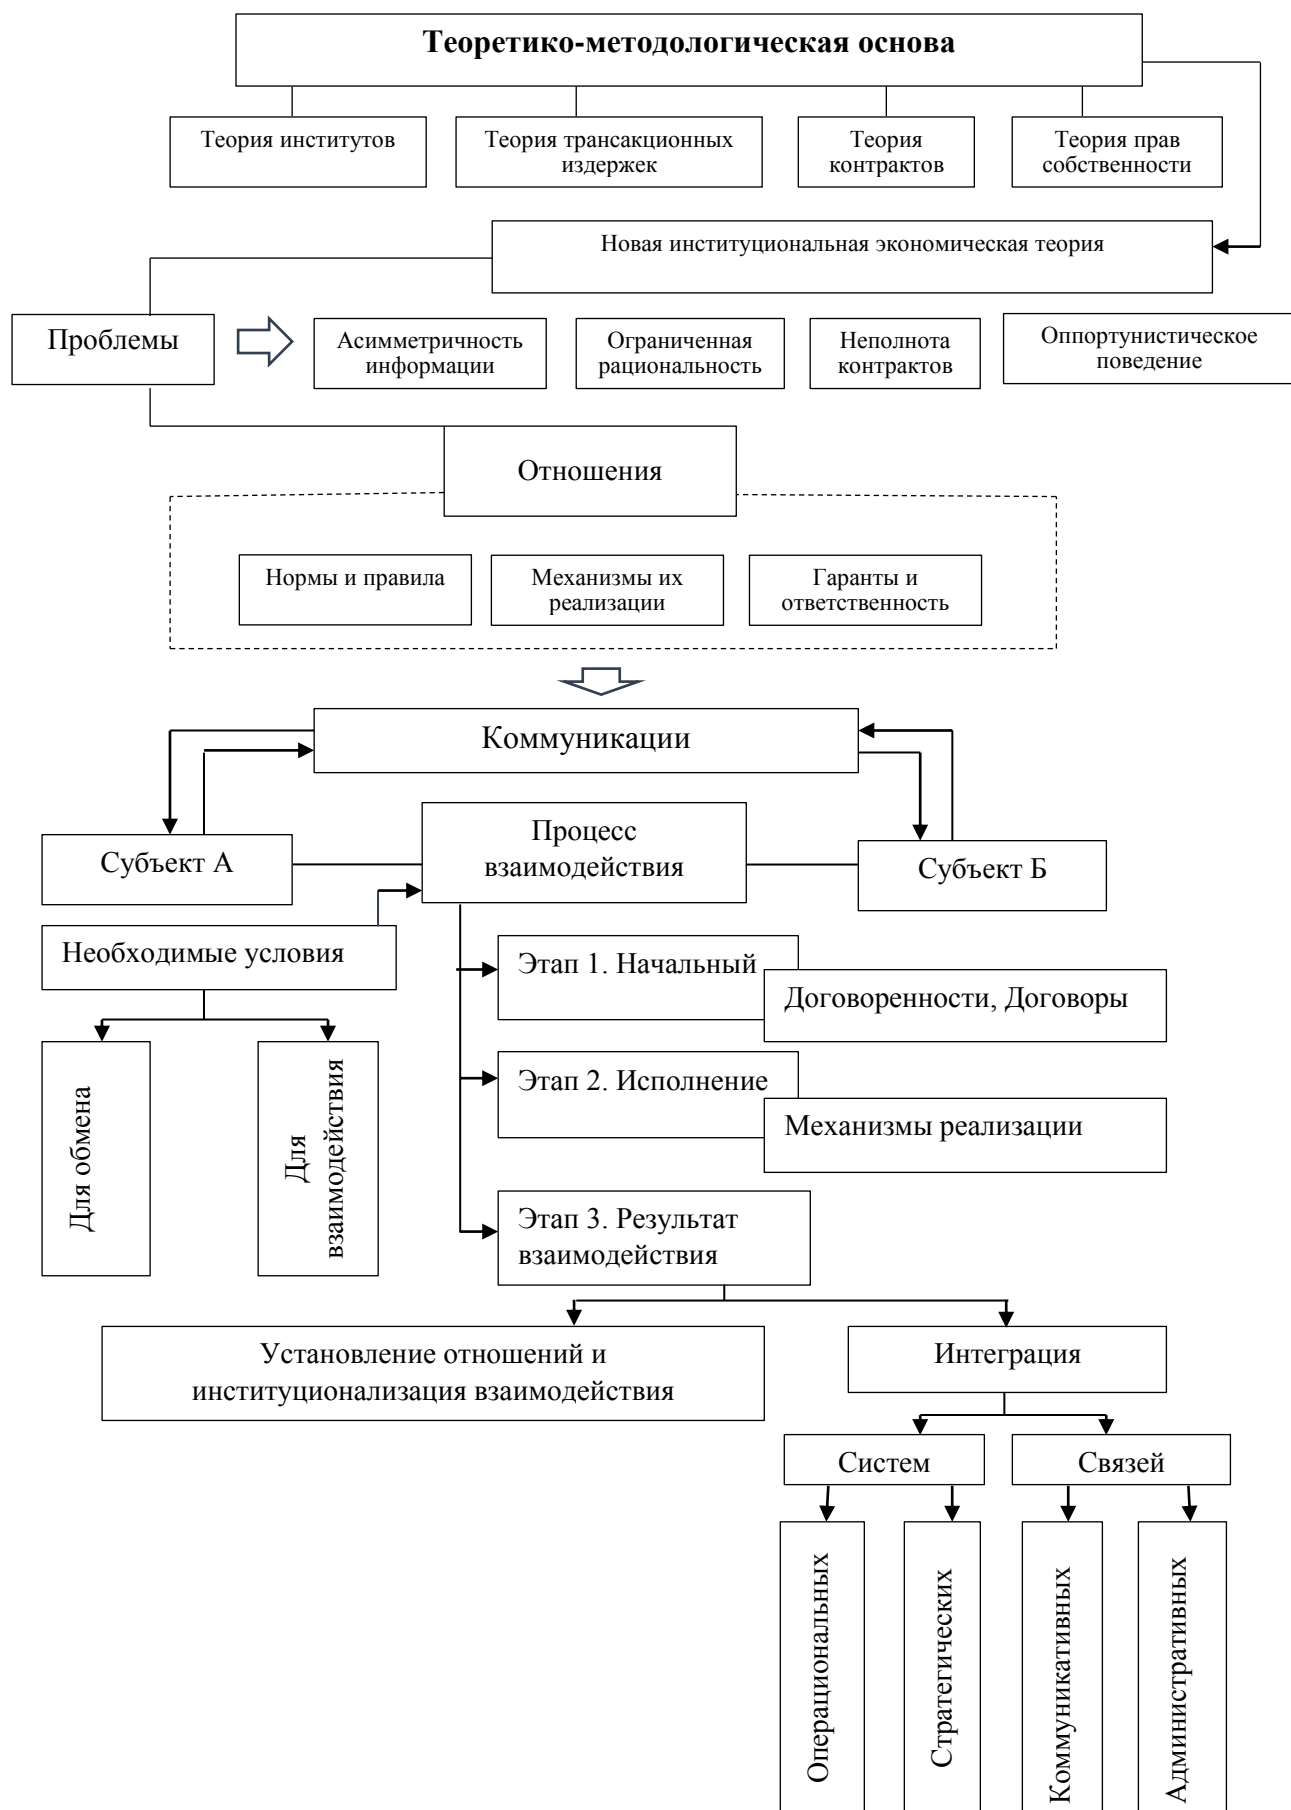 Теоретико-методологическая основа
Теория институтов
Теория трансакционных
издержек
Теория
контрактов
Теория прав
собственности
Новая институциональная экономическая теория
Проблемы
Асимметричность
информации
Ограниченная
рациональность
Неполнота
контрактов
Оппортунистическое
поведение
Отношения
Нормы и правила
Механизмы их
реализации
Гаранты и
ответственность
Коммуникации
Субъект А
Процесс
взаимодействия
Субъект Б
Необходимые условия
Этап 1. Начальный
Договоренности, Договоры
Для обмена
Для
взаимодействия
Этап 2. Исполнение
Механизмы реализации
Этап 3. Результат
взаимодействия
Установление отношений и
институционализация взаимодействия
Интеграция
Систем
Связей
Операциональных
Стратегических
Коммуникативных
Административных